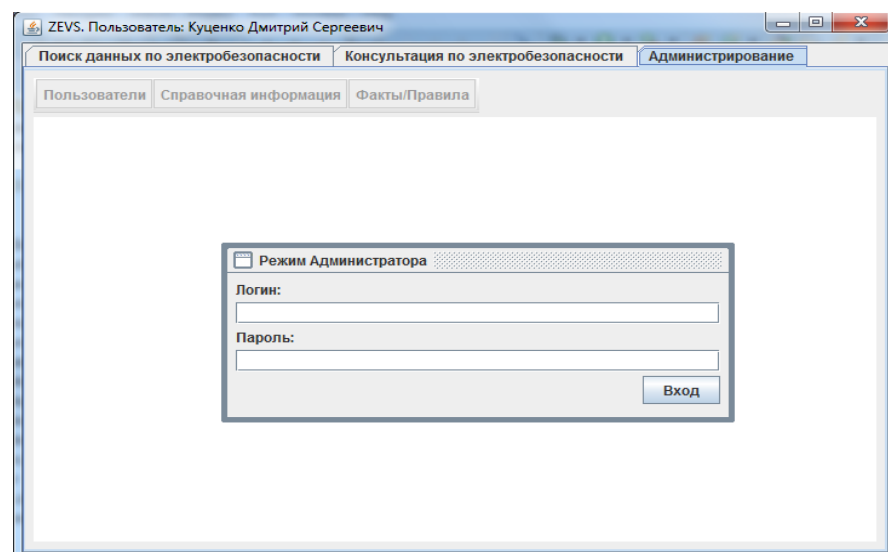 ZEVS. Пользователь: Куценко Дмитрий Сергеевич
Поиск данных по электробезопасности Консультация по электробезопасности Администрирование
Пользователи Справочная информация Факты/Правила
Режим Администратора
Логин:
Пароль:
Вход